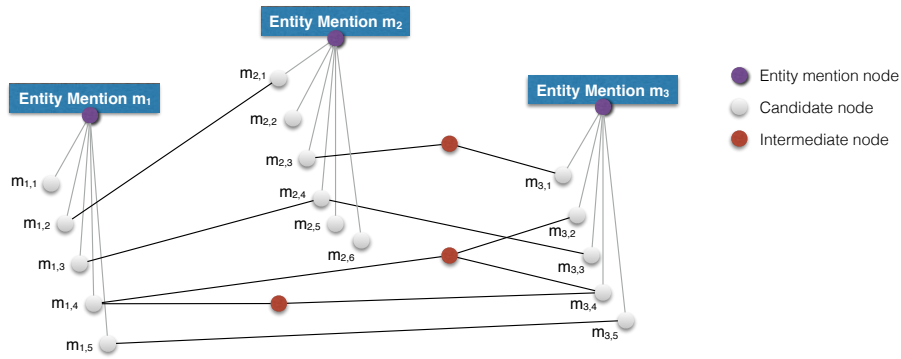 Entity Mention m2
m2,1
m2,2
m2,3
m2,4
m2,5
m2,6
Entity Mention m1
m1,1
m1,2
m1,3
m1,4
m1,5
Entity Mention m3
m3,1
m3,2
m3,3
m3,4
m3,5
Entity mention node
Candidate node
Intermediate node